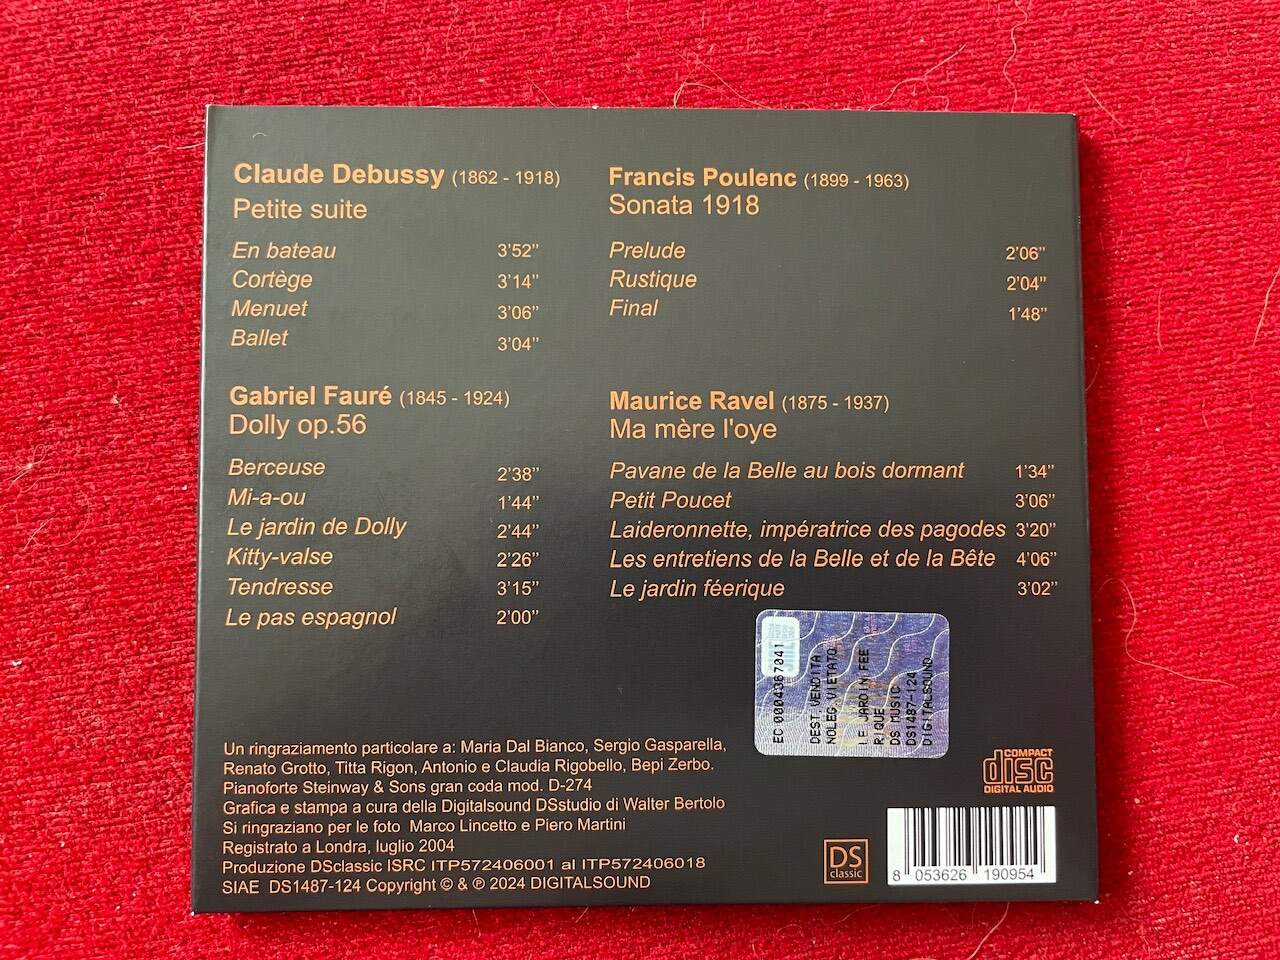 Claude Debussy (1862 - 1918)
Petite suite
En bateau 3'52"
Cortège 3'14"
Menuet 3'06"
Ballet 3'04"
Gabriel Fauré (1845 - 1924)
Dolly op.56
Berceuse 2'38"
Mi-a-ou 1'44"
Le jardin de Dolly 2'44"
Kitty-valse 2'26"
Tendresse 3'15"
Le pas espagnol 2'00"
Francis Poulenc (1899 - 1963)
Sonata 1918
Prelude 2'06"
Rustique 2'04"
Final 1'48"
Maurice Ravel (1875 - 1937)
Ma mère l'oye
Pavane de la Belle au bois dormant 1'34"
Petit Poucet 3'06"
Laideronnette, impératrice des pagodes 3'20"
Les entretiens de la Belle et de la Bête 4'06"
Le jardin féerique 3'02"
EC 0004367041
DEST. VENDITA
NOLEG.VIETATO
LE JARDIN FEE
RIQUE
DS MUSIC
DS1487-124
DIGITALSOUND
Un ringraziamento particolare a: Maria Dal Bianco, Sergio Gasparella,
Renato Grotto, Titta Rigon, Antonio e Claudia Rigobello, Bepi Zerbo.
Pianoforte Steinway & Sons gran coda mod. D-274
Grafica e stampa a cura della Digitalsound DSstudio di Walter Bertolo
Si ringraziano per le foto Marco Lincetto e Piero Martini
Registrato a Londra, luglio 2004
Produzione DSclassic ISRC ITP572406001 al ITP572406018
SIAE DS1487-124 Copyright © & ℗ 2024 DIGITALSOUND
COMPACT
disc
DIGITAL AUDIO
DS
classic
8 053626 190954